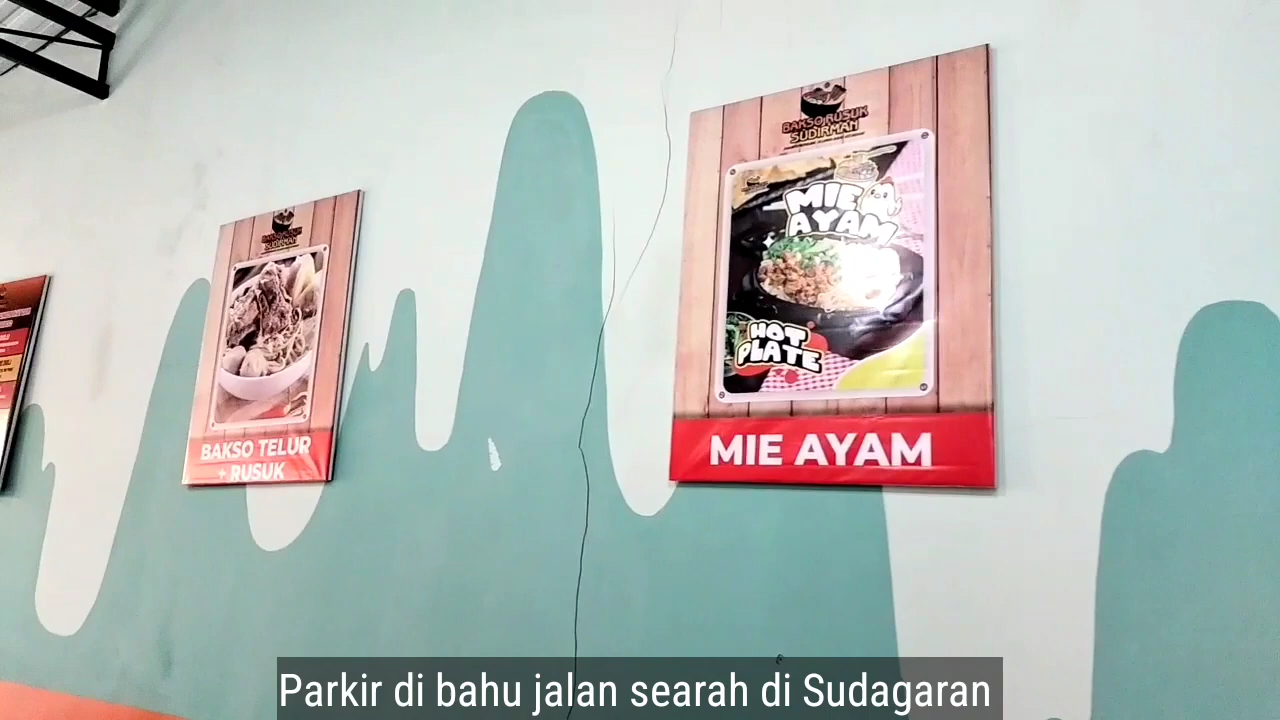 BAKSO RUSUK
SUDIRMAN
MIE
AYAM
HOT
PLATE
MIE AYAM
BAKSO RUSUK
SUDIRMAN
BAKSO TELUR
+ RUSUK
Parkir di bahu jalan searah di Sudagaran